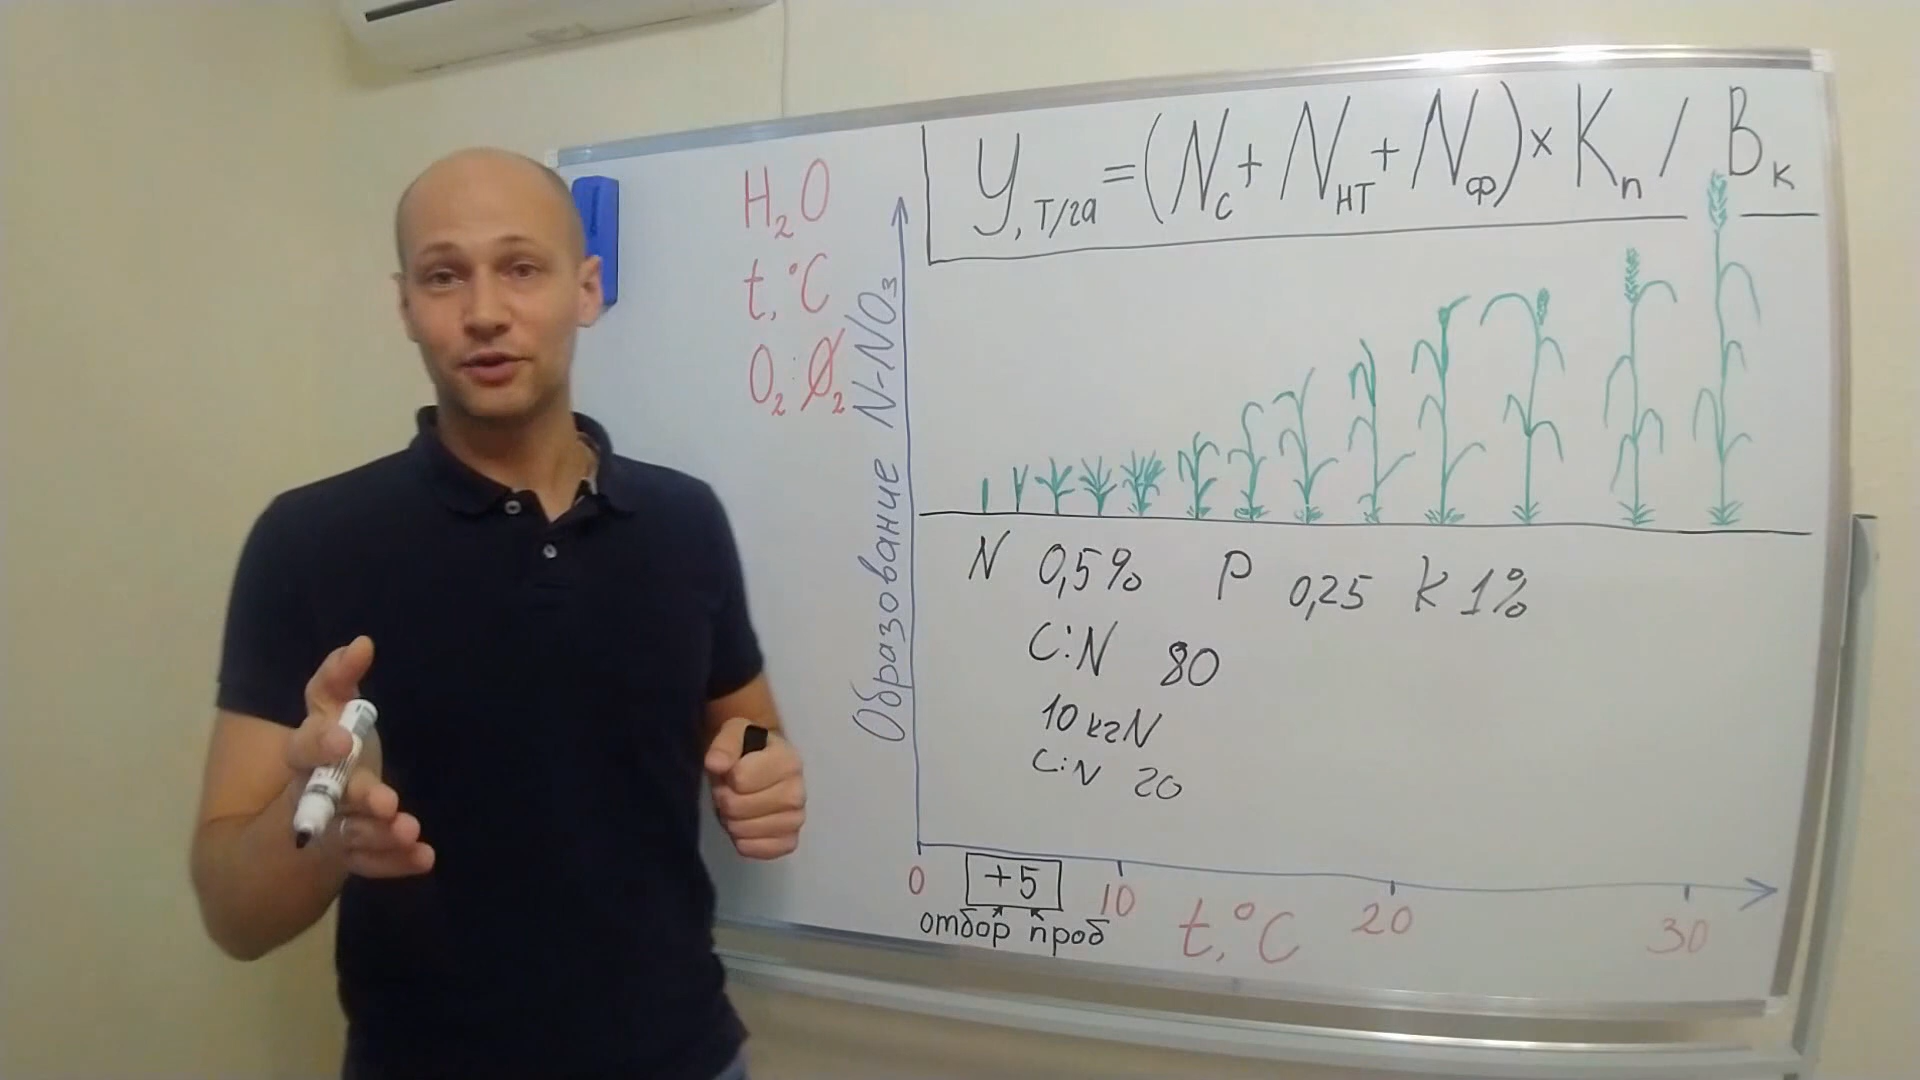 У, т/га = (Nс + Nнт + Nф) × Kп / Вк
H₂O
t,°C
O₂:Ø₂
Образование N-NO₃
N 0,5% P 0,25 K 1%
C:N 80
10 кгN
C:N 20
0 +5 10 t,°C 20 30
отбор проб